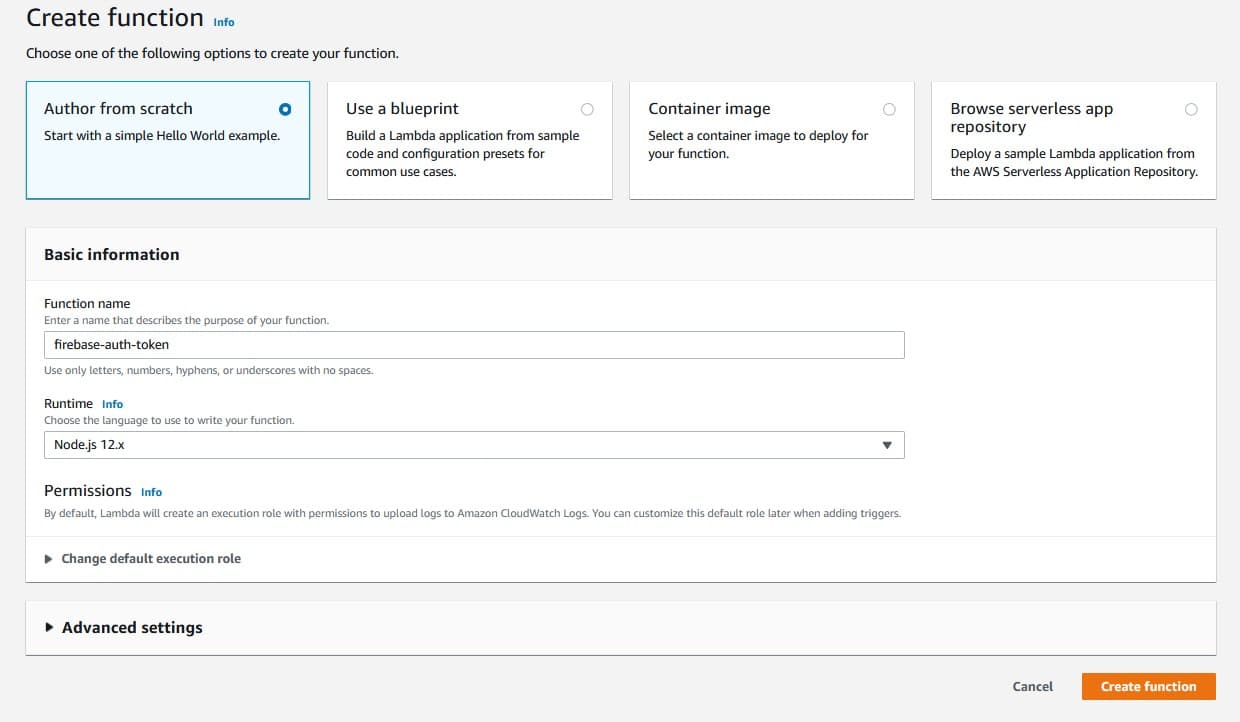 Create function Info
Choose one of the following options to create your function.
Author from scratch
Start with a simple Hello World example.
Use a blueprint
Build a Lambda application from sample
code and configuration presets for
common use cases.
Container image
Select a container image to deploy for
your function.
Browse serverless app
repository
Deploy a sample Lambda application from
the AWS Serverless Application Repository.
Basic information
Function name
Enter a name that describes the purpose of your function.
firebase-auth-token
Use only letters, numbers, hyphens, or underscores with no spaces.
Runtime Info
Choose the language to use to write your function.
Node.js 12.x
Permissions Info
By default, Lambda will create an execution role with permissions to upload logs to Amazon CloudWatch Logs. You can customize this default role later when adding triggers.
Change default execution role
Advanced settings
Cancel
Create function